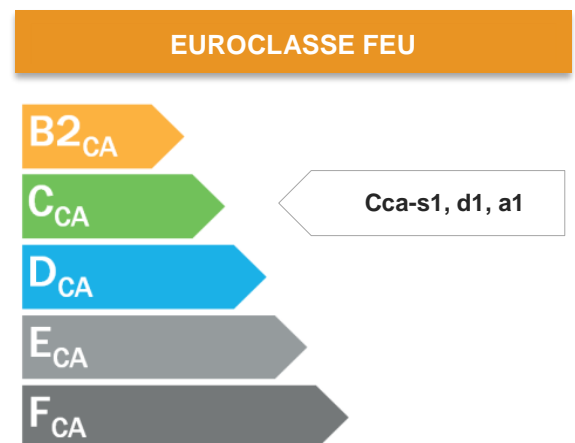 EUROCLASSE FEU
B2CA
CCA
Cca-s1, d1, a1
DCA
ECA
FCA